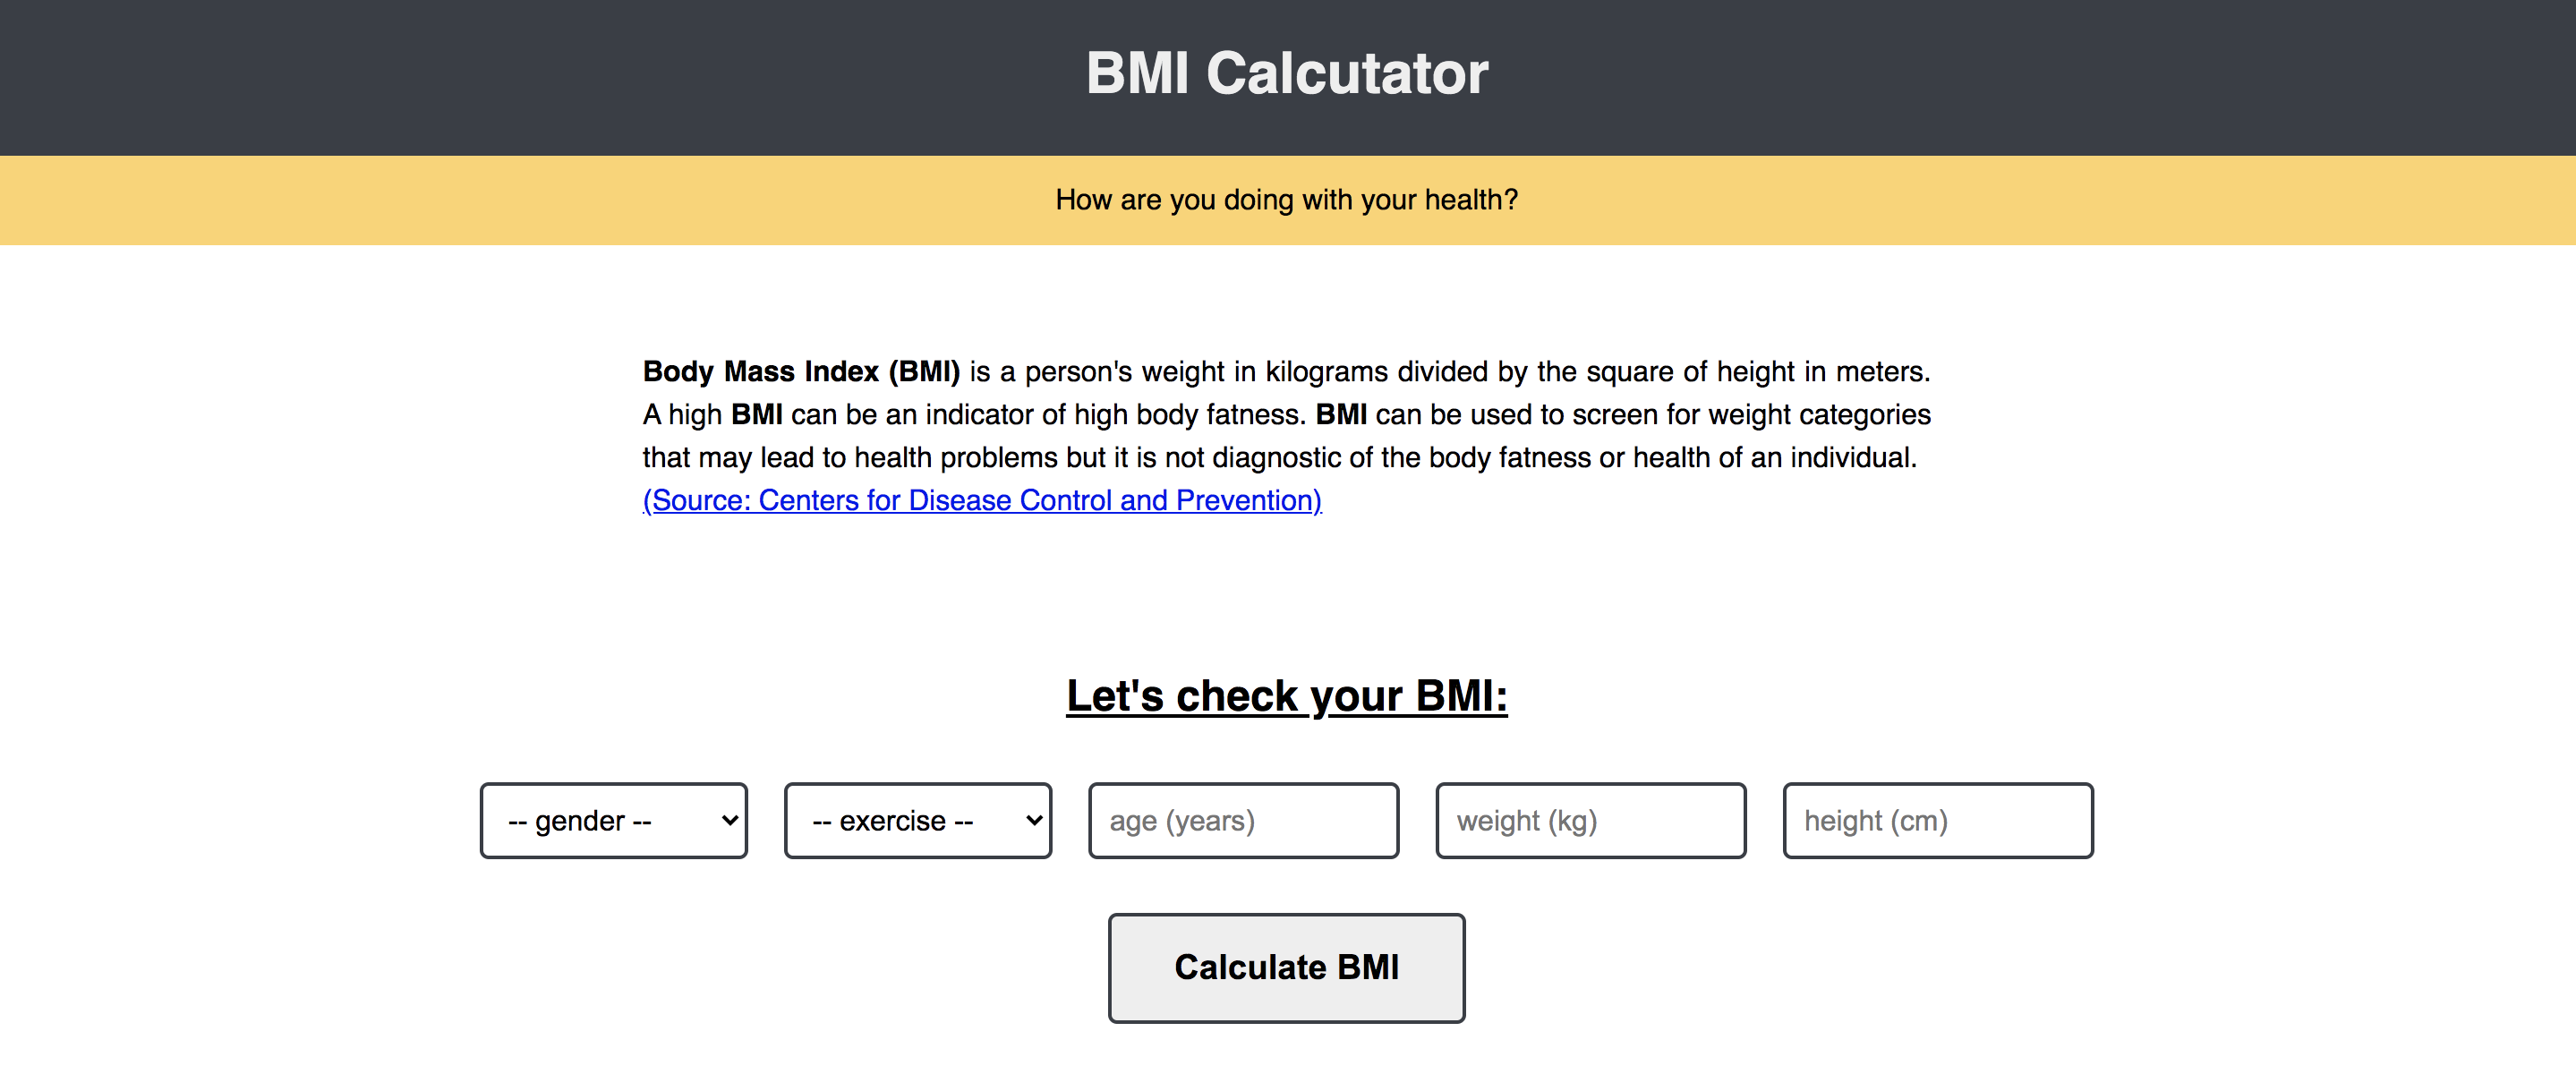 BMI Calcutator
How are you doing with your health?
Body Mass Index (BMI) is a person's weight in kilograms divided by the square of height in meters.
A high BMI can be an indicator of high body fatness. BMI can be used to screen for weight categories
that may lead to health problems but it is not diagnostic of the body fatness or health of an individual.
(Source: Centers for Disease Control and Prevention)
Let's check your BMI:
-- gender -- -- exercise -- age (years) weight (kg) height (cm)
Calculate BMI